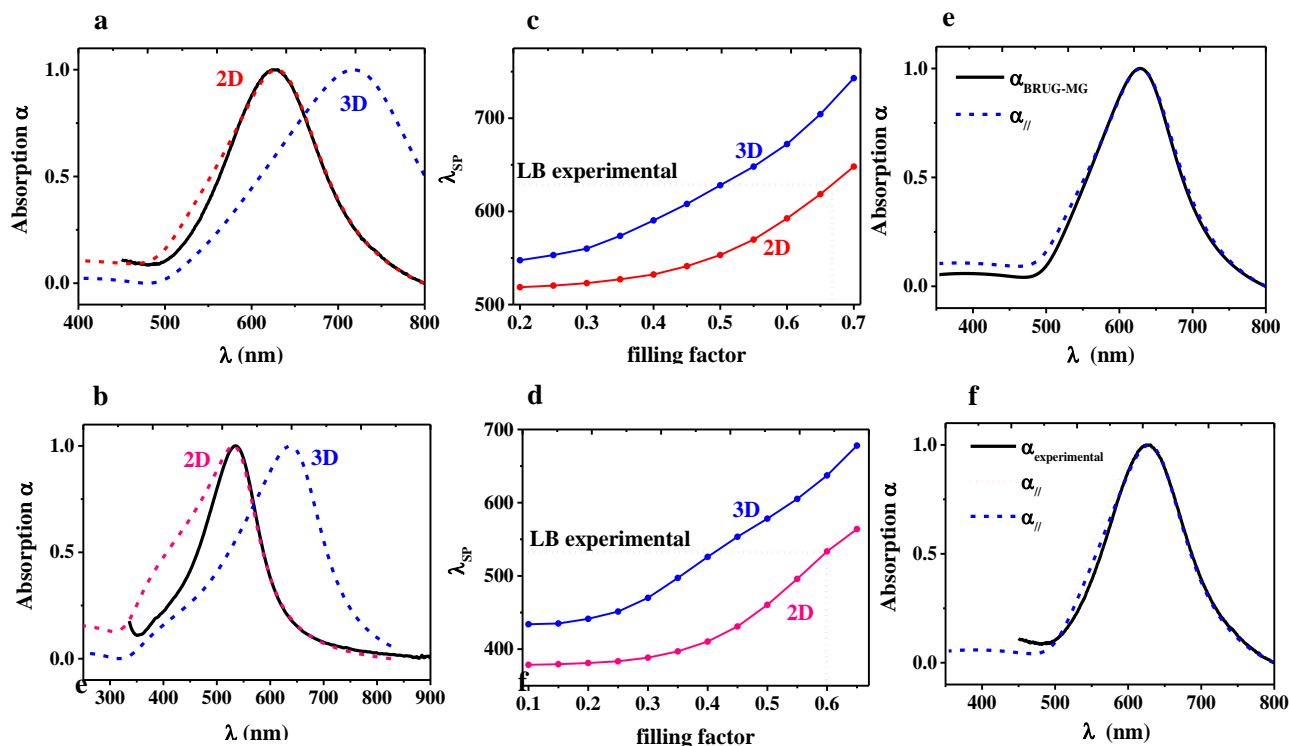 a
2D
3D
1.0
0.5
0.0
Absorption α
400 500 600 700 800
λ (nm)
c
3D
LB experimental
2D
700
600
500
λSP
0.2 0.3 0.4 0.5 0.6 0.7
filling factor
e
αBRUG-MG
α//
1.0
0.5
0.0
Absorption α
400 500 600 700 800
λ (nm)
b
2D
3D
1.0
0.5
0.0
Absorption α
e
300 400 500 600 700 800 900
λ (nm)
d
3D
LB experimental
2D
700
600
500
400
λSP
f
0.1 0.2 0.3 0.4 0.5 0.6
filling factor
f
αexperimental
α//
α//
1.0
0.5
0.0
Absorption α
400 500 600 700 800
λ (nm)